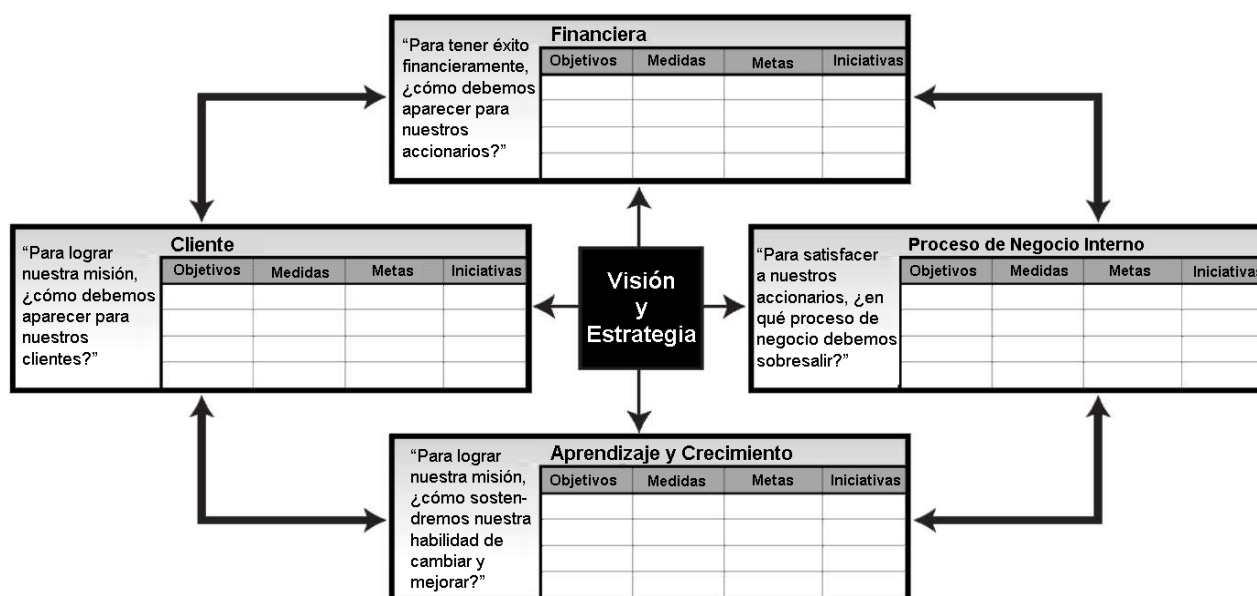 Financiera
“Para tener éxito
financieramente,
¿cómo debemos
aparecer para
nuestros
accionarios?”
Objetivos Medidas Metas Iniciativas
Cliente
“Para lograr
nuestra misión,
¿cómo debemos
aparecer para
nuestros
clientes?”
Objetivos Medidas Metas Iniciativas
Visión
y
Estrategia
Proceso de Negocio Interno
“Para satisfacer
a nuestros
accionarios, ¿en
qué proceso de
negocio debemos
sobresalir?”
Objetivos Medidas Metas Iniciativas
Aprendizaje y Crecimiento
“Para lograr
nuestra misión,
¿cómo sosten-
dremos nuestra
habilidad de
cambiar y
mejorar?”
Objetivos Medidas Metas Iniciativas